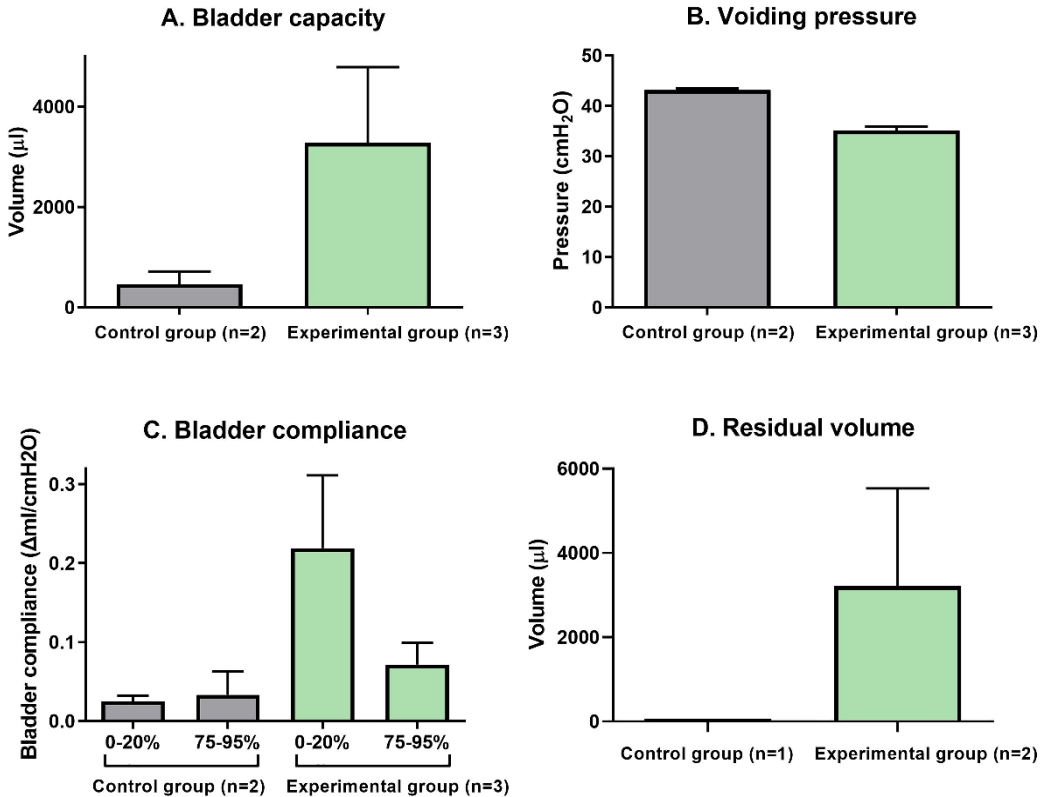 A. Bladder capacity
Volume (µl)
4000
2000
0
Control group (n=2)
Experimental group (n=3)
B. Voiding pressure
Pressure (cmH₂O)
50
40
30
20
10
0
Control group (n=2)
Experimental group (n=3)
C. Bladder compliance
Bladder compliance (Δml/cmH2O)
0.3
0.2
0.1
0.0
0-20%
75-95%
0-20%
75-95%
Control group (n=2)
Experimental group (n=3)
D. Residual volume
Volume (µl)
6000
4000
2000
0
Control group (n=1)
Experimental group (n=2)